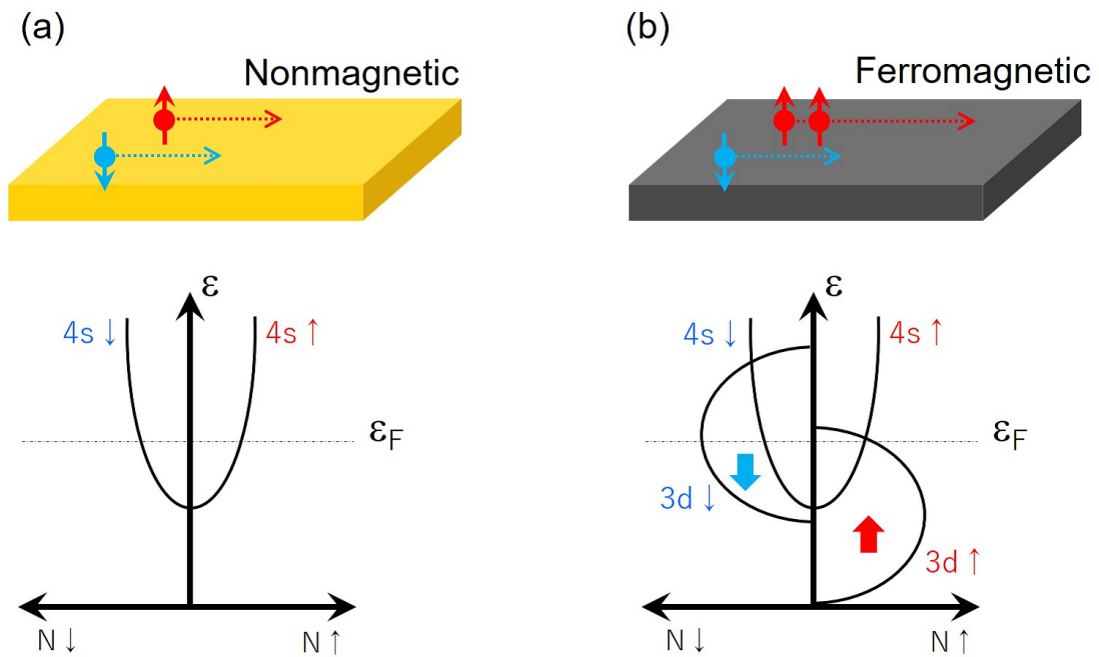 (a)
Nonmagnetic
ε
4s ↓
4s ↑
εF
N ↓
N ↑
(b)
Ferromagnetic
ε
4s ↓
4s ↑
εF
3d ↓
3d ↑
N ↓
N ↑